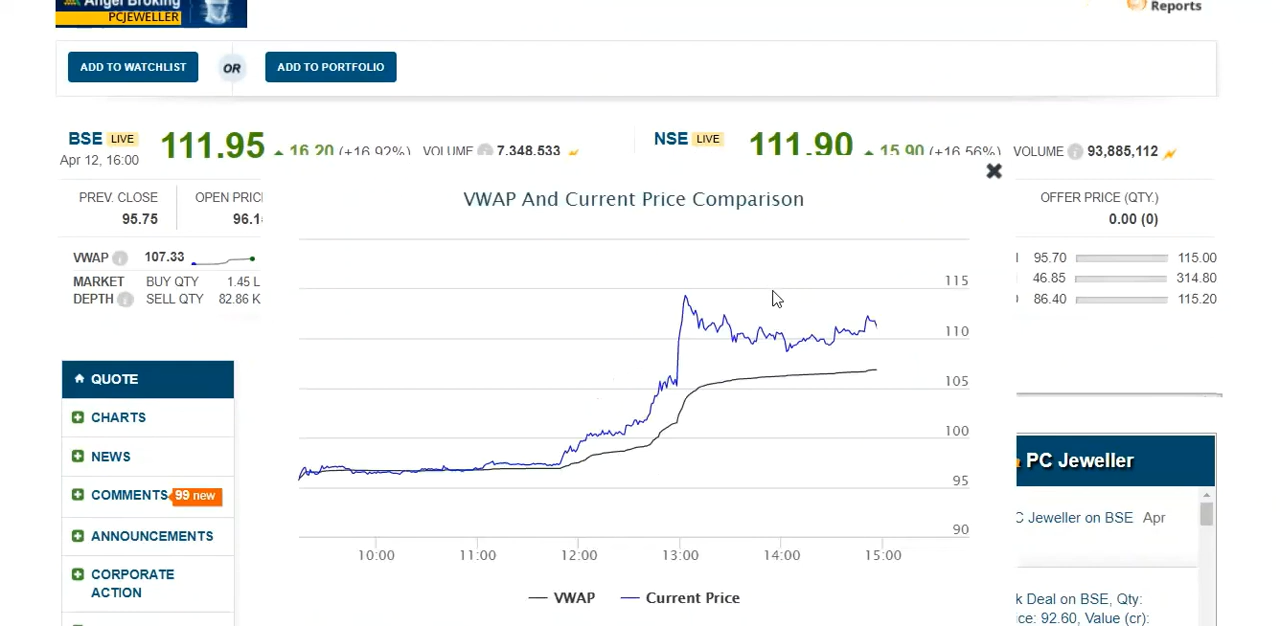 Angel Broking
PCJEWELLER
Reports
ADD TO WATCHLIST OR ADD TO PORTFOLIO
BSE LIVE 111.95 16.20 (+16.92%) VOLUME 7,348,533
Apr 12, 16:00
NSE LIVE 111.90 15.90 (+16.56%) VOLUME 93,885,112
PREV. CLOSE OPEN
95.75 96.1
OFFER PRICE (QTY.)
0.00 (0)
VWAP 107.33
MARKET DEPTH
BUY QTY 1.45 L
SELL QTY 82.86 K
95.70 115.00
46.85 314.80
86.40 115.20
VWAP And Current Price Comparison
115
110
105
100
95
90
10:00 11:00 12:00 13:00 14:00 15:00
VWAP Current Price
QUOTE
CHARTS
NEWS
COMMENTS 99 new
ANNOUNCEMENTS
CORPORATE
ACTION
PC Jeweller
C Jeweller on BSE Apr
k Deal on BSE, Qty:
ice: 92.60, Value (cr):